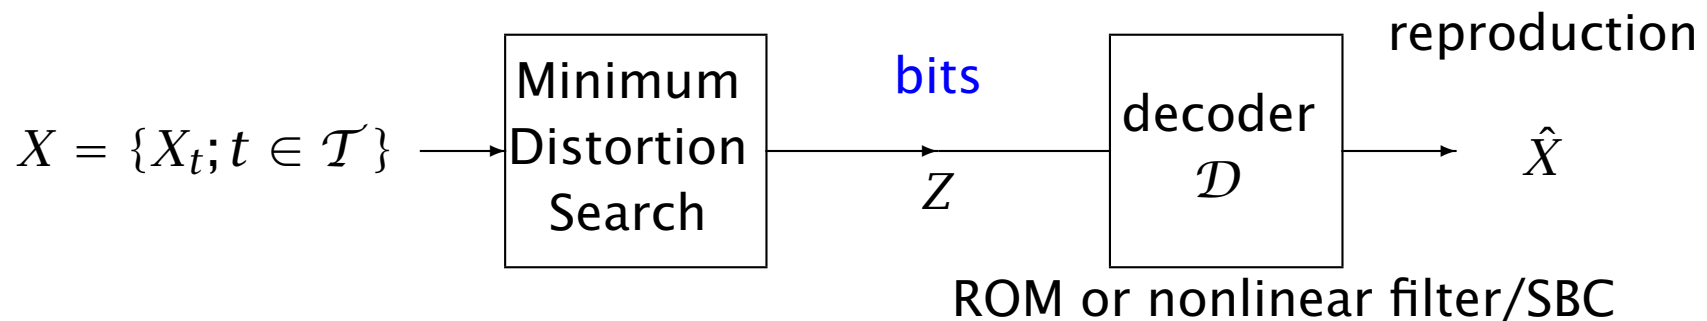 reproduction
Minimum
Distortion
Search
bits
decoder
𝒟
X = {X_t; t ∈ 𝒯}
Z
X̂
ROM or nonlinear filter/SBC